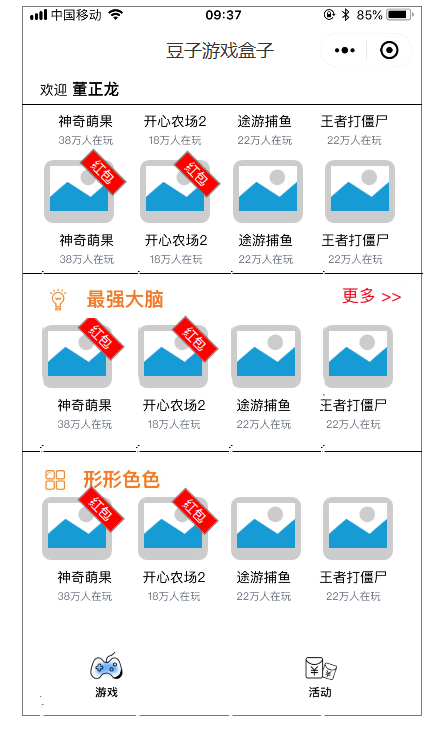 中国移动 09:37 85%
豆子游戏盒子
欢迎 董正龙
神奇萌果 开心农场2 途游捕鱼 王者打僵尸
38万人在玩 18万人在玩 22万人在玩 22万人在玩
红包 红包
神奇萌果 开心农场2 途游捕鱼 王者打僵尸
38万人在玩 18万人在玩 22万人在玩 22万人在玩
最强大脑 更多 >>
红包 红包
神奇萌果 开心农场2 途游捕鱼 王者打僵尸
38万人在玩 18万人在玩 22万人在玩 22万人在玩
形形色色
红包 红包
神奇萌果 开心农场2 途游捕鱼 王者打僵尸
38万人在玩 18万人在玩 22万人在玩 22万人在玩
¥ ¥
游戏 活动